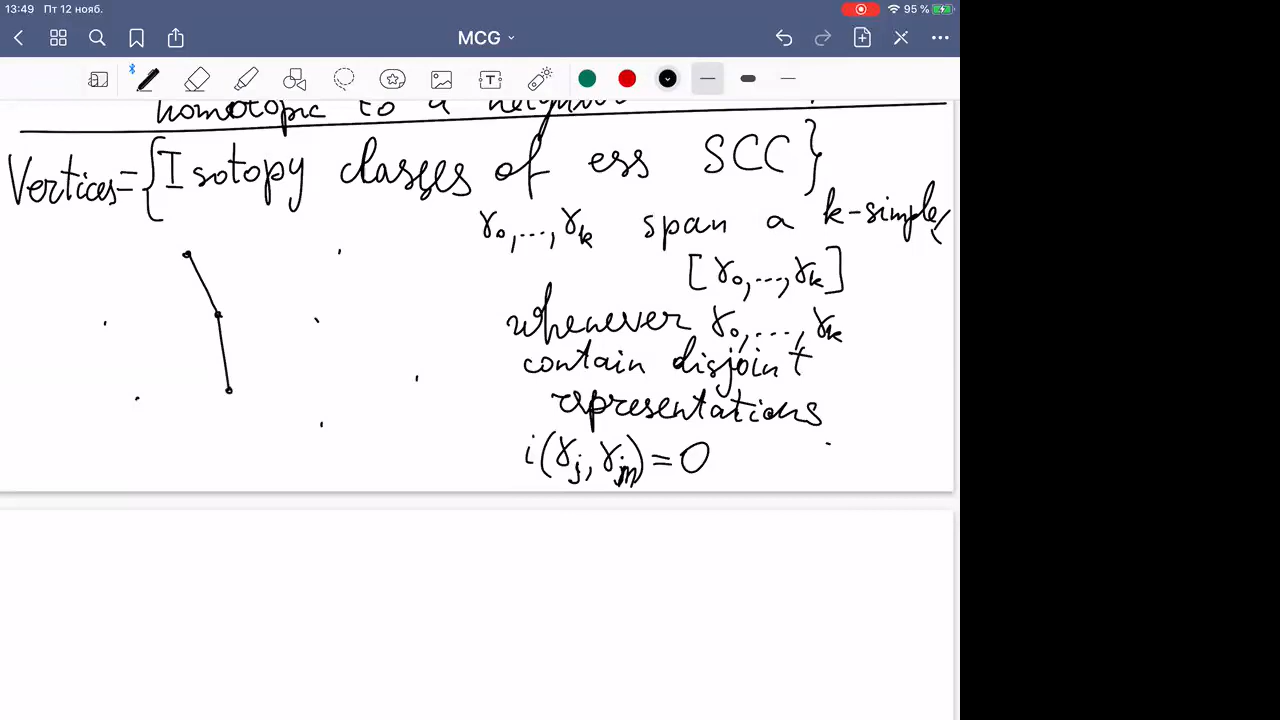 13:49 Пт 12 нояб. 95 %
MCG
homotopic to a
Vertices = {Isotopy classes of ess SCC}
γ₀,...,γₖ span a k-simplex
[γ₀,...,γₖ]
whenever γ₀,...,γₖ
contain disjoint
representations
i(γⱼ, γₘ) = 0